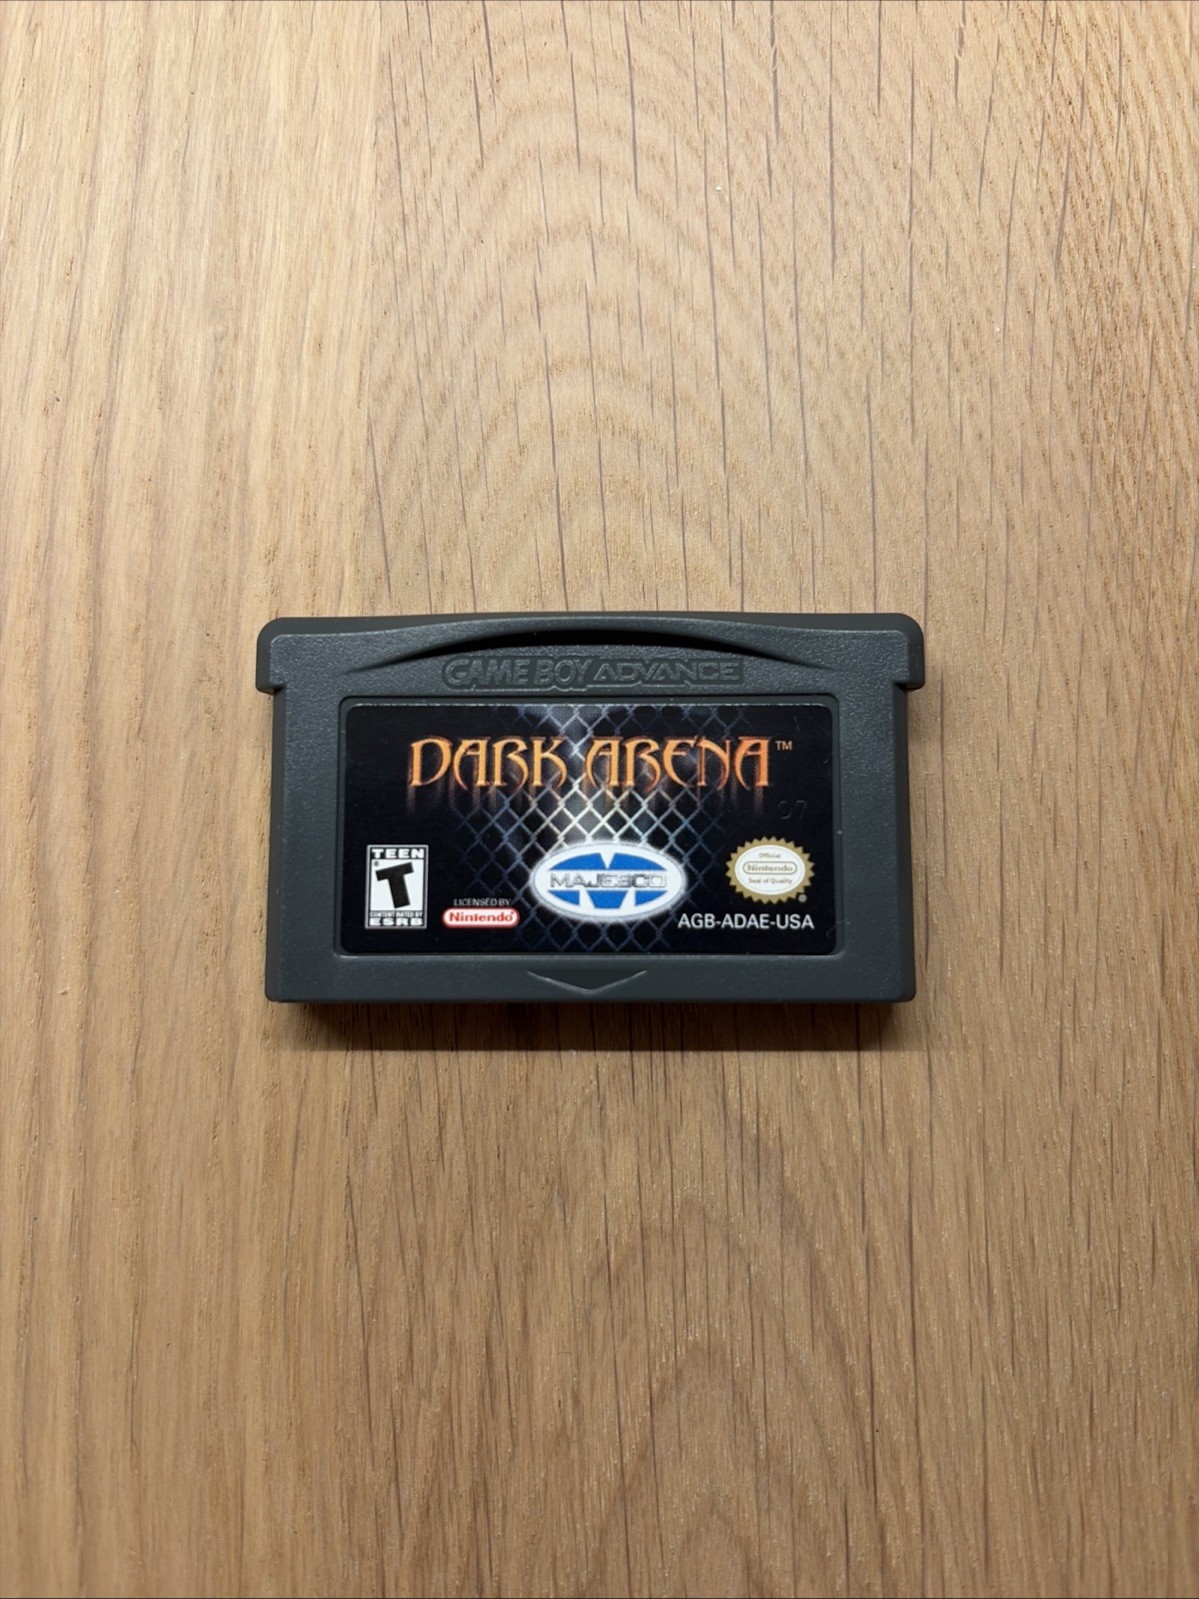 GAME BOY ADVANCE
DARK ARENA™
07
TEEN
T
CONTENT RATED BY
ESRB
LICENSED BY
Nintendo®
MAJESCO
Official
Nintendo
Seal of Quality
AGB-ADAE-USA